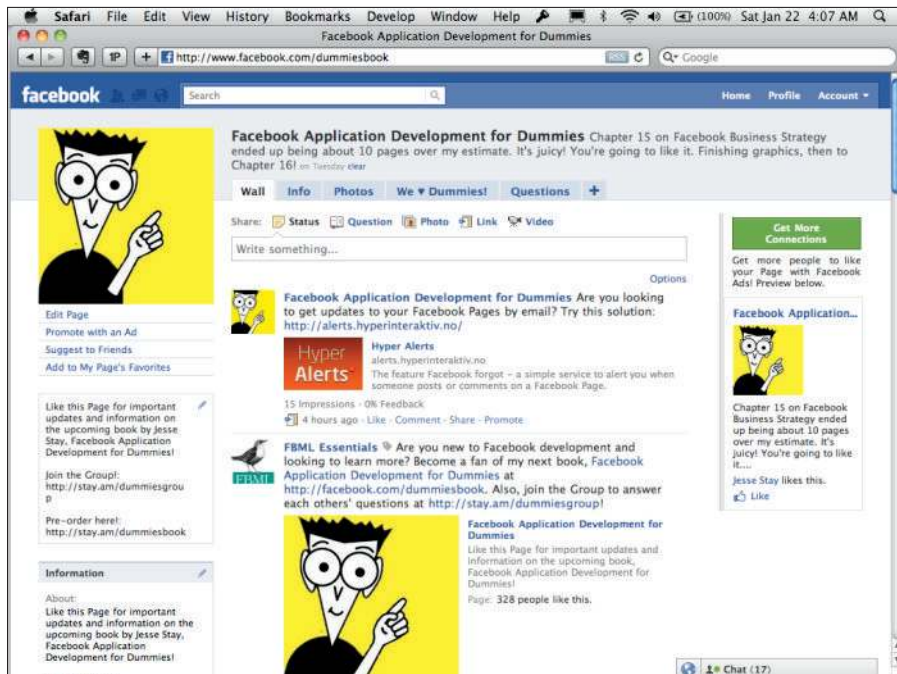 Safari File Edit View History Bookmarks Develop Window Help (100%) Sat Jan 22 4:07 AM
Facebook Application Development for Dummies
1P + http://www.facebook.com/dummiesbook RSS Google
facebook Search Home Profile Account
Facebook Application Development for Dummies Chapter 15 on Facebook Business Strategy
ended up being about 10 pages over my estimate. It's juicy! You're going to like it. Finishing graphics, then to
Chapter 16! on Tuesday clear
Wall Info Photos We ♥ Dummies! Questions +
Share: Status Question Photo Link Video
Write something...
Options
Facebook Application Development for Dummies Are you looking
to get updates to your Facebook Pages by email? Try this solution:
http://alerts.hyperinteraktiv.no/
Hyper
Alerts
Hyper Alerts
alerts.hyperinteraktiv.no
The feature Facebook forgot – a simple service to alert you when
someone posts or comments on a Facebook Page.
15 Impressions · 0% Feedback
4 hours ago · Like · Comment · Share · Promote
FBML
FBML Essentials Are you new to Facebook development and
looking to learn more? Become a fan of my next book, Facebook
Application Development for Dummies at
http://facebook.com/dummiesbook. Also, join the Group to answer
each others' questions at http://stay.am/dummiesgroup!
Facebook Application Development for
Dummies
Like this Page for important updates and
information on the upcoming book,
Facebook Application Development for
Dummies!
Page: 328 people like this.
Edit Page
Promote with an Ad
Suggest to Friends
Add to My Page's Favorites
Like this Page for important
updates and information on
the upcoming book by Jesse
Stay, Facebook Application
Development for Dummies!
Join the Group!:
http://stay.am/dummiesgrou
p
Pre-order here!:
http://stay.am/dummiesbook
Information
About:
Like this Page for important
updates and information on the
upcoming book by Jesse Stay,
Facebook Application
Development for Dummies!
Get More
Connections
Get more people to like
your Page with Facebook
Ads! Preview below.
Facebook Application...
Chapter 15 on Facebook
Business Strategy ended
up being about 10 pages
over my estimate. It's
juicy! You're going to like
it....
Jesse Stay likes this.
Like
Chat (17)